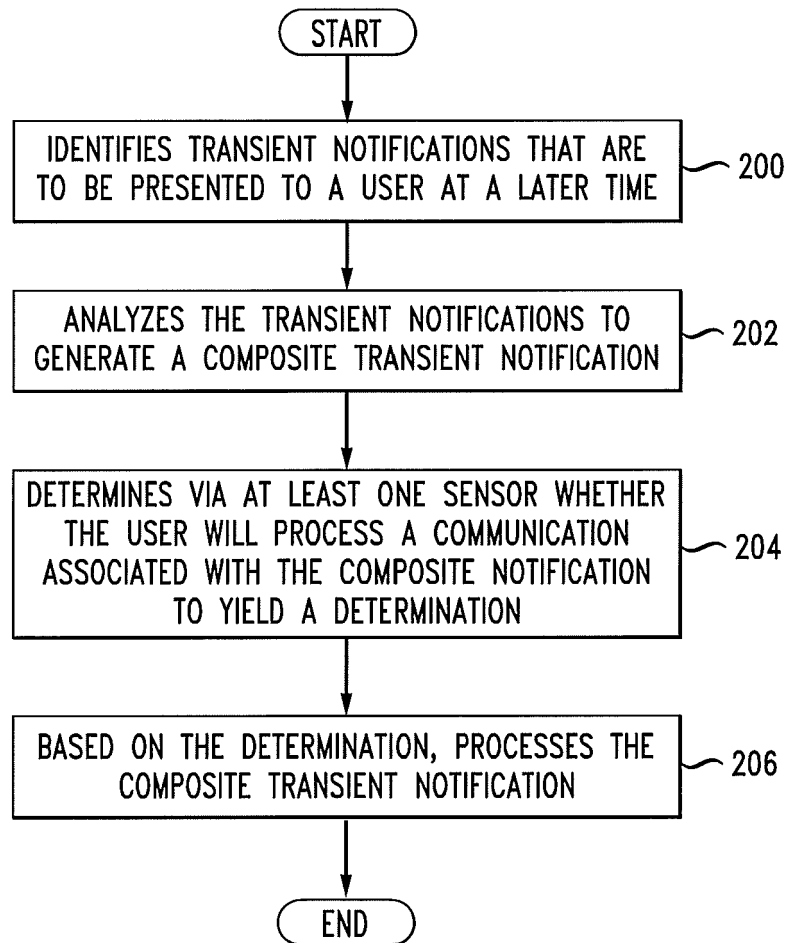 START
IDENTIFIES TRANSIENT NOTIFICATIONS THAT ARE
TO BE PRESENTED TO A USER AT A LATER TIME
200
ANALYZES THE TRANSIENT NOTIFICATIONS TO
GENERATE A COMPOSITE TRANSIENT NOTIFICATION
202
DETERMINES VIA AT LEAST ONE SENSOR WHETHER
THE USER WILL PROCESS A COMMUNICATION
ASSOCIATED WITH THE COMPOSITE NOTIFICATION
TO YIELD A DETERMINATION
204
BASED ON THE DETERMINATION, PROCESSES THE
COMPOSITE TRANSIENT NOTIFICATION
206
END